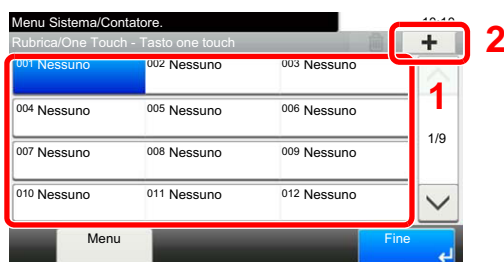 Menu Sistema/Contatore.
Rubrica/One Touch - Tasto one touch
+
2
001 Nessuno 002 Nessuno 003 Nessuno
1
004 Nessuno 005 Nessuno 006 Nessuno
1/9
007 Nessuno 008 Nessuno 009 Nessuno
010 Nessuno 011 Nessuno 012 Nessuno
Menu Fine